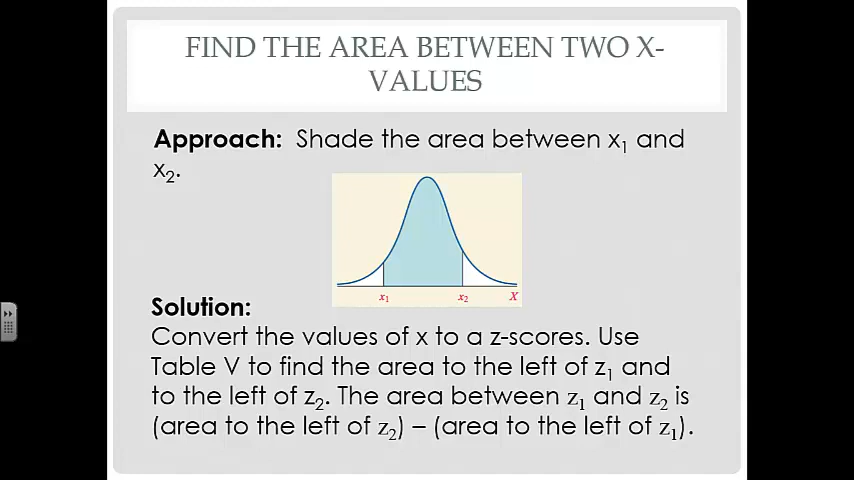 FIND THE AREA BETWEEN TWO X-
VALUES
Approach: Shade the area between x₁ and
x₂.
x₁ x₂ X
Solution:
Convert the values of x to a z-scores. Use
Table V to find the area to the left of z₁ and
to the left of z₂. The area between z₁ and z₂ is
(area to the left of z₂) – (area to the left of z₁).